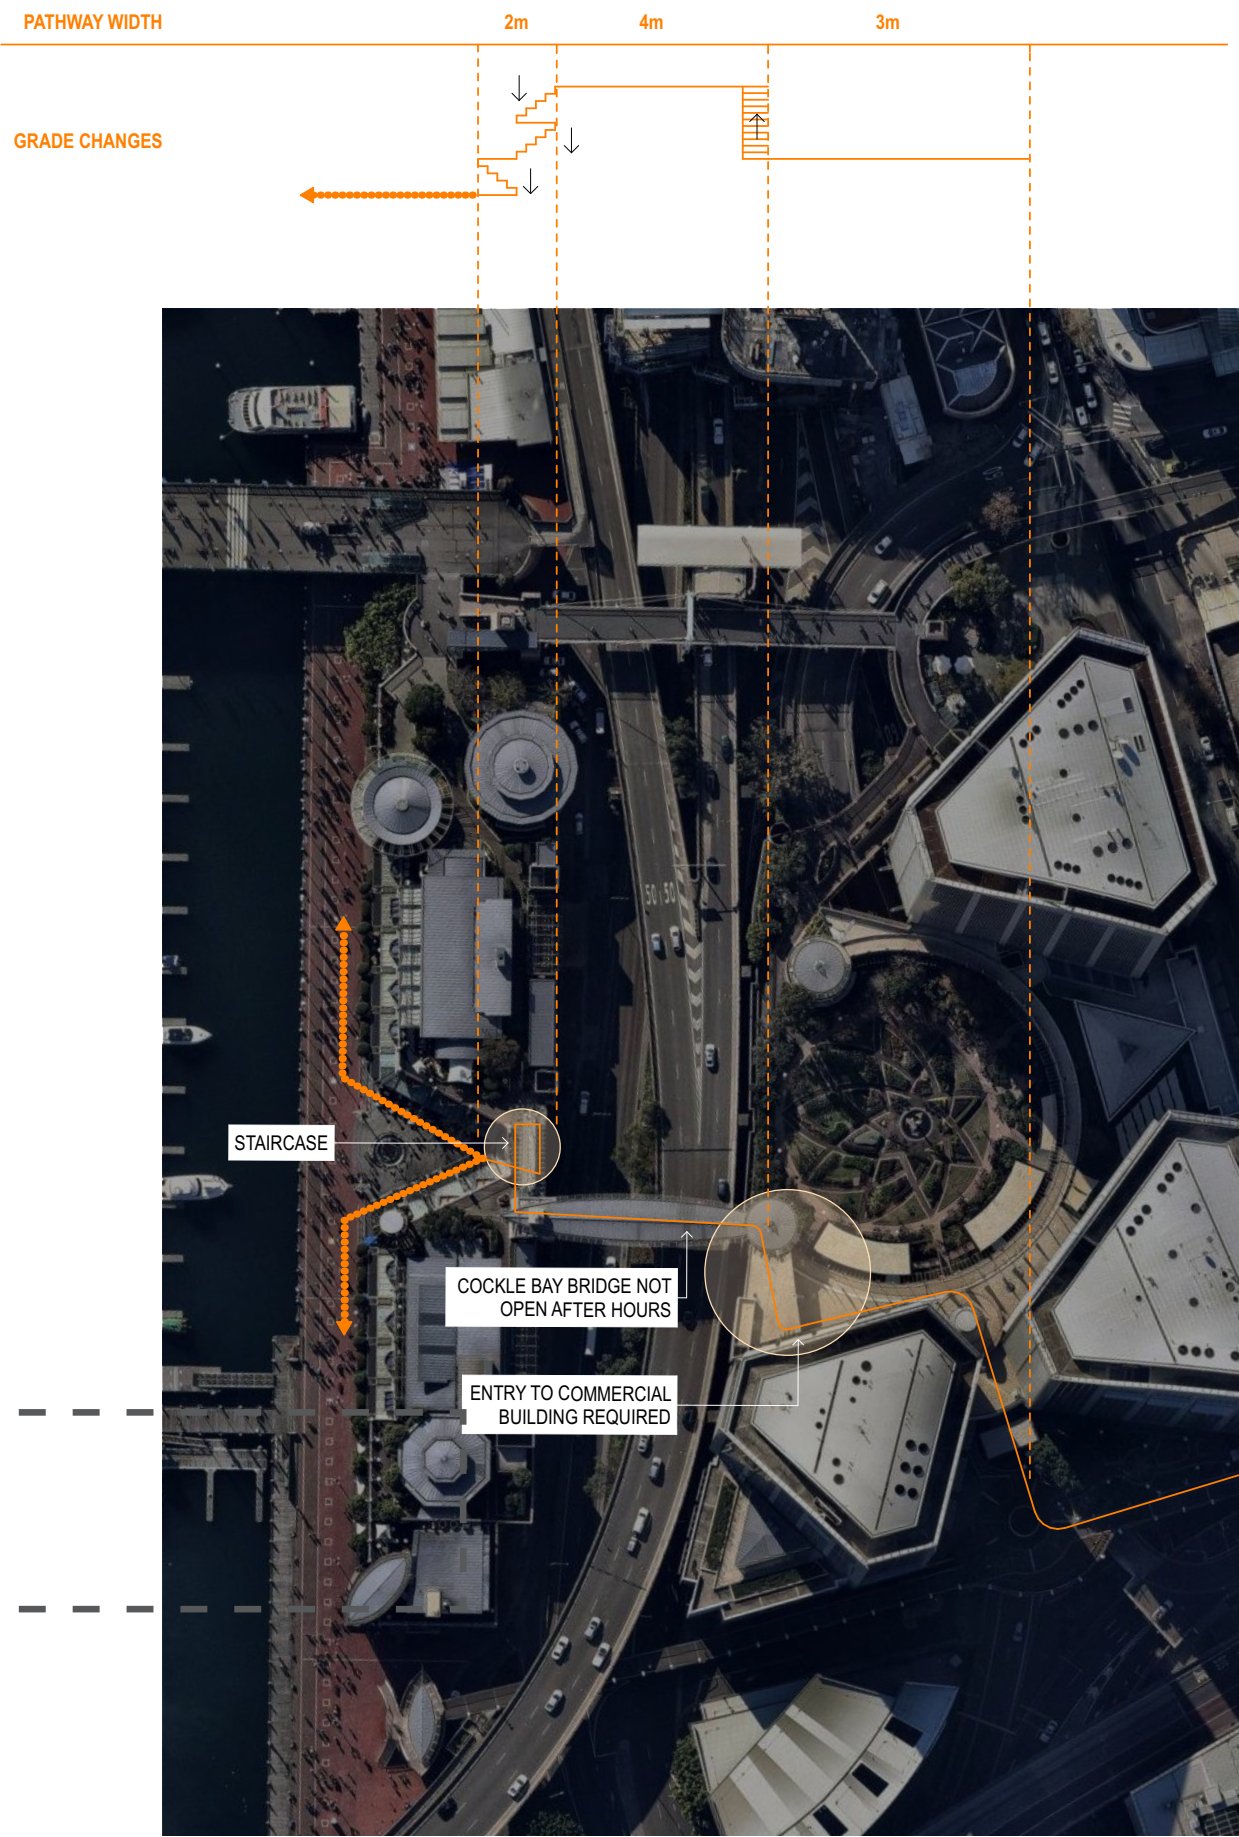 PATHWAY WIDTH 2m 4m 3m
GRADE CHANGES
50 50
STAIRCASE
COCKLE BAY BRIDGE NOT
OPEN AFTER HOURS
ENTRY TO COMMERCIAL
BUILDING REQUIRED